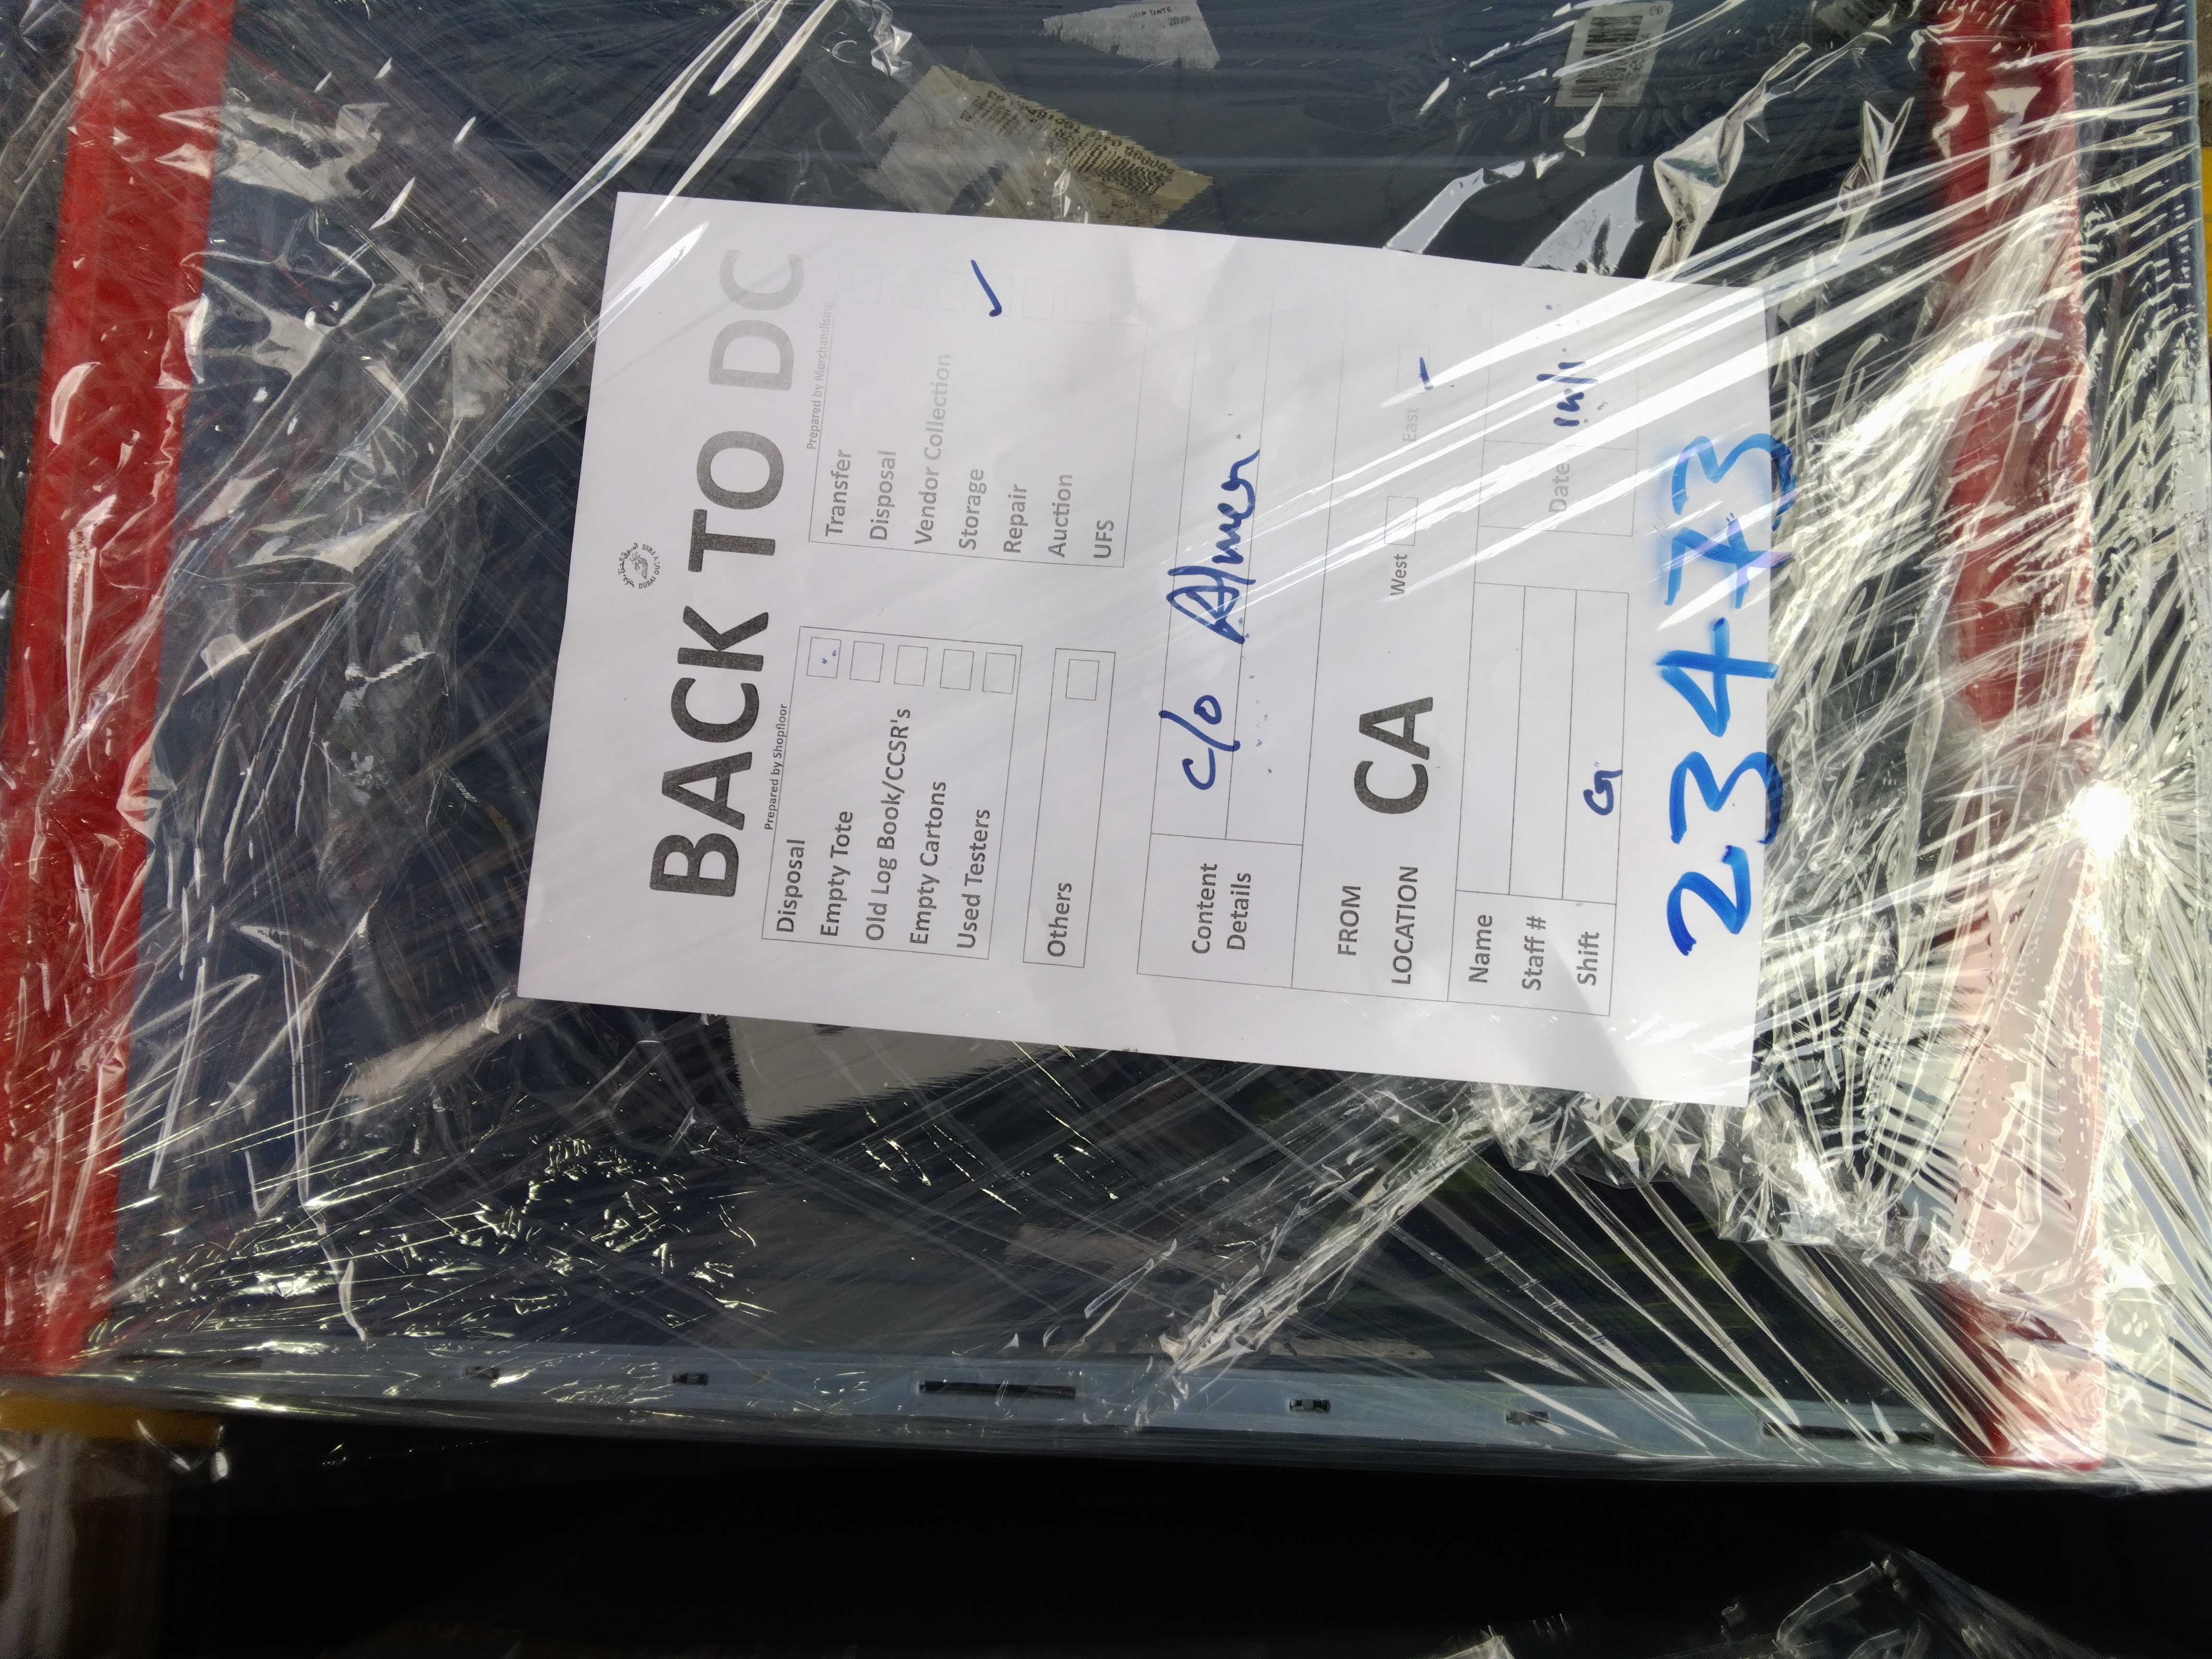 BACK TO DC
Prepared by Shopfloor
Prepared by Merchandising
Disposal
Empty Tote
Old Log Book/CCSR's
Empty Cartons
Used Testers
Others
Transfer
Disposal
Vendor Collection
Storage
Repair
Auction
UFS
Content Details
c/o
FROM LOCATION
CA
West
East
Name
Staff #
Shift
G
Date
23473